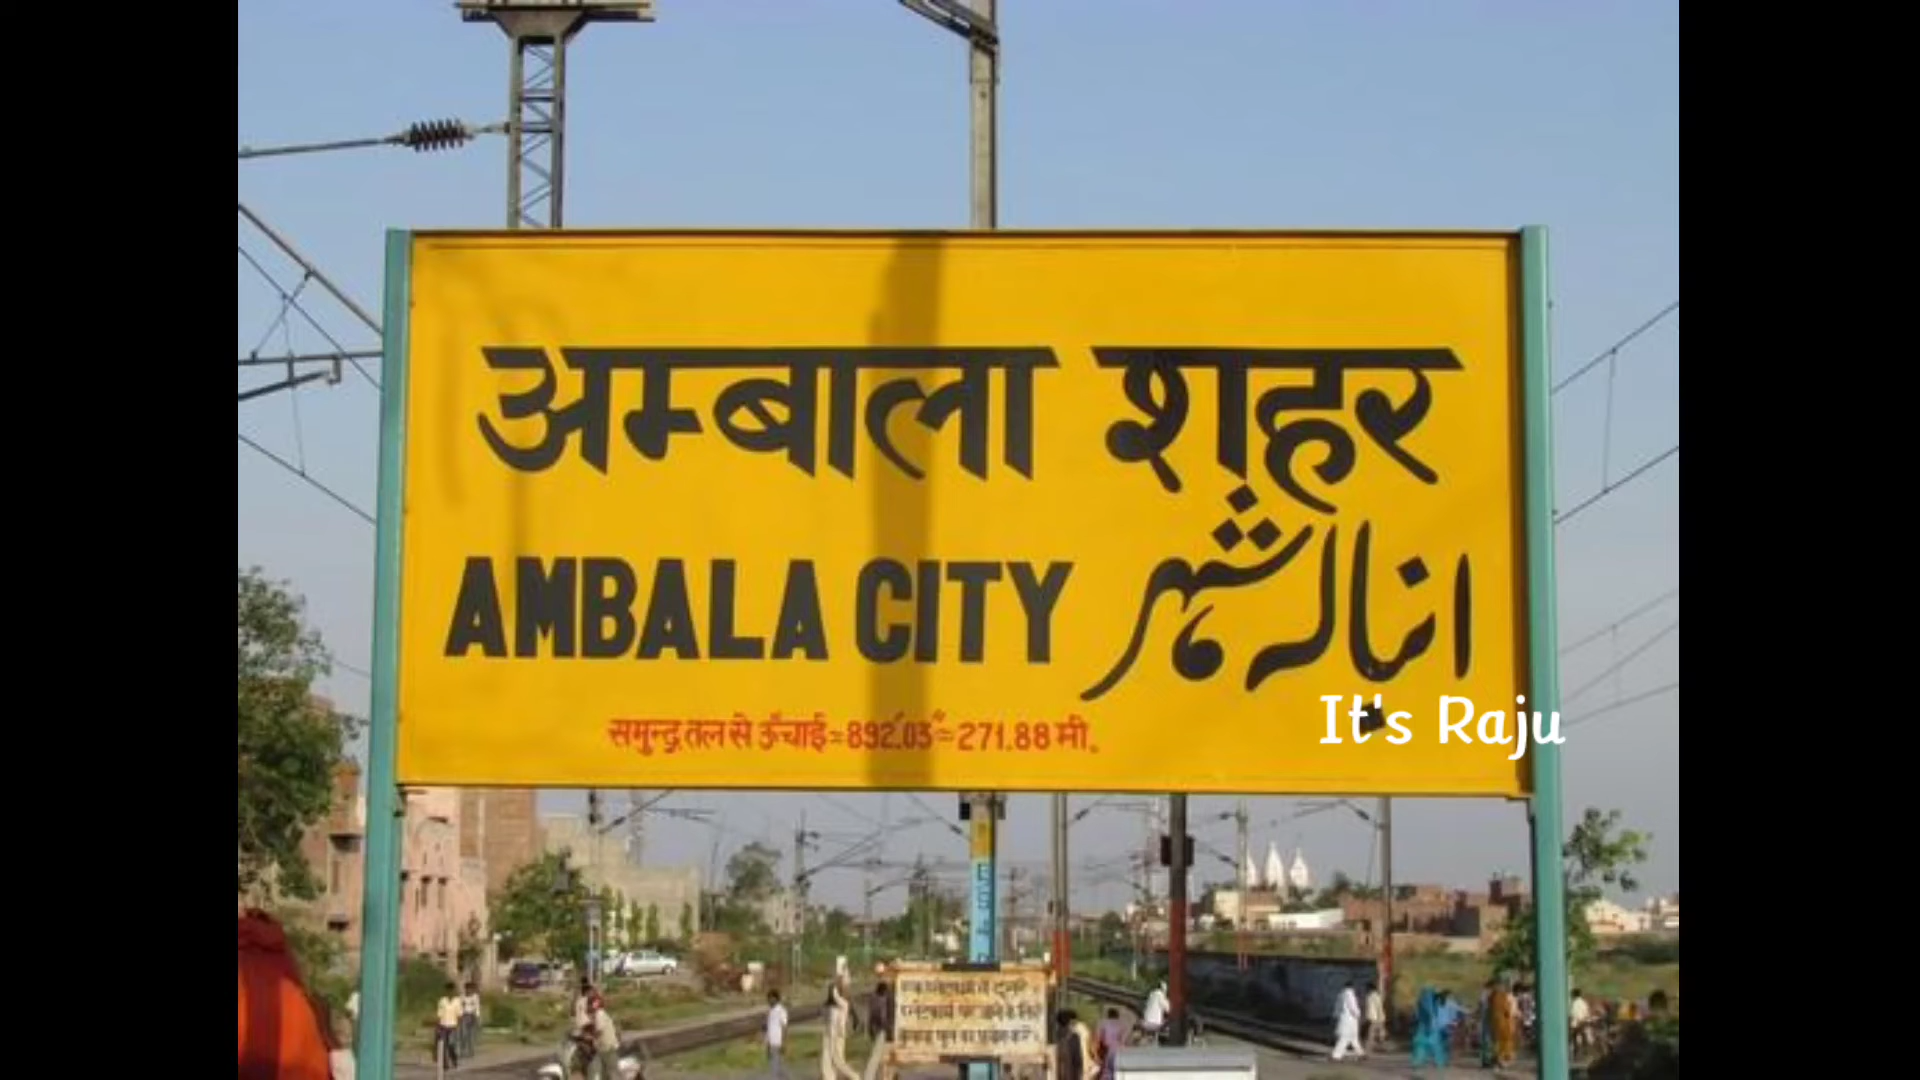 अम्बाला शहर
AMBALA CITY انبالہ شہر
समुन्द्र तल से ऊँचाई=892'.03"=271.88 मी.
It's Raju